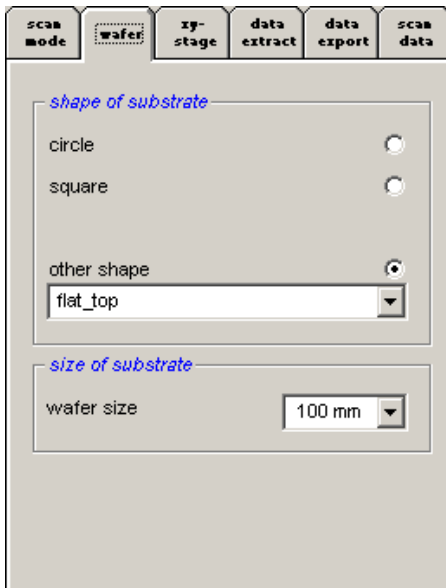 scan mode
wafer
xy-stage
data extract
data export
scan data
shape of substrate
circle
square
other shape
flat_top
size of substrate
wafer size 100 mm